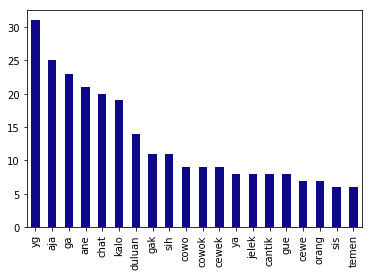 30
25
20
15
10
5
0
yg
aja
ga
ane
chat
kalo
duluan
gak
sih
cowo
cowok
cewek
ya
jelek
cantik
gue
cewe
orang
sis
temen